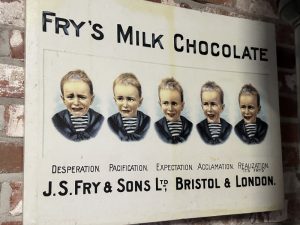 FRY'S MILK CHOCOLATE
DESPERATION. PACIFICATION. EXPECTATION. ACCLAMATION. REALIZATION.
J.S. FRY & SONS LTD, BRISTOL & LONDON.